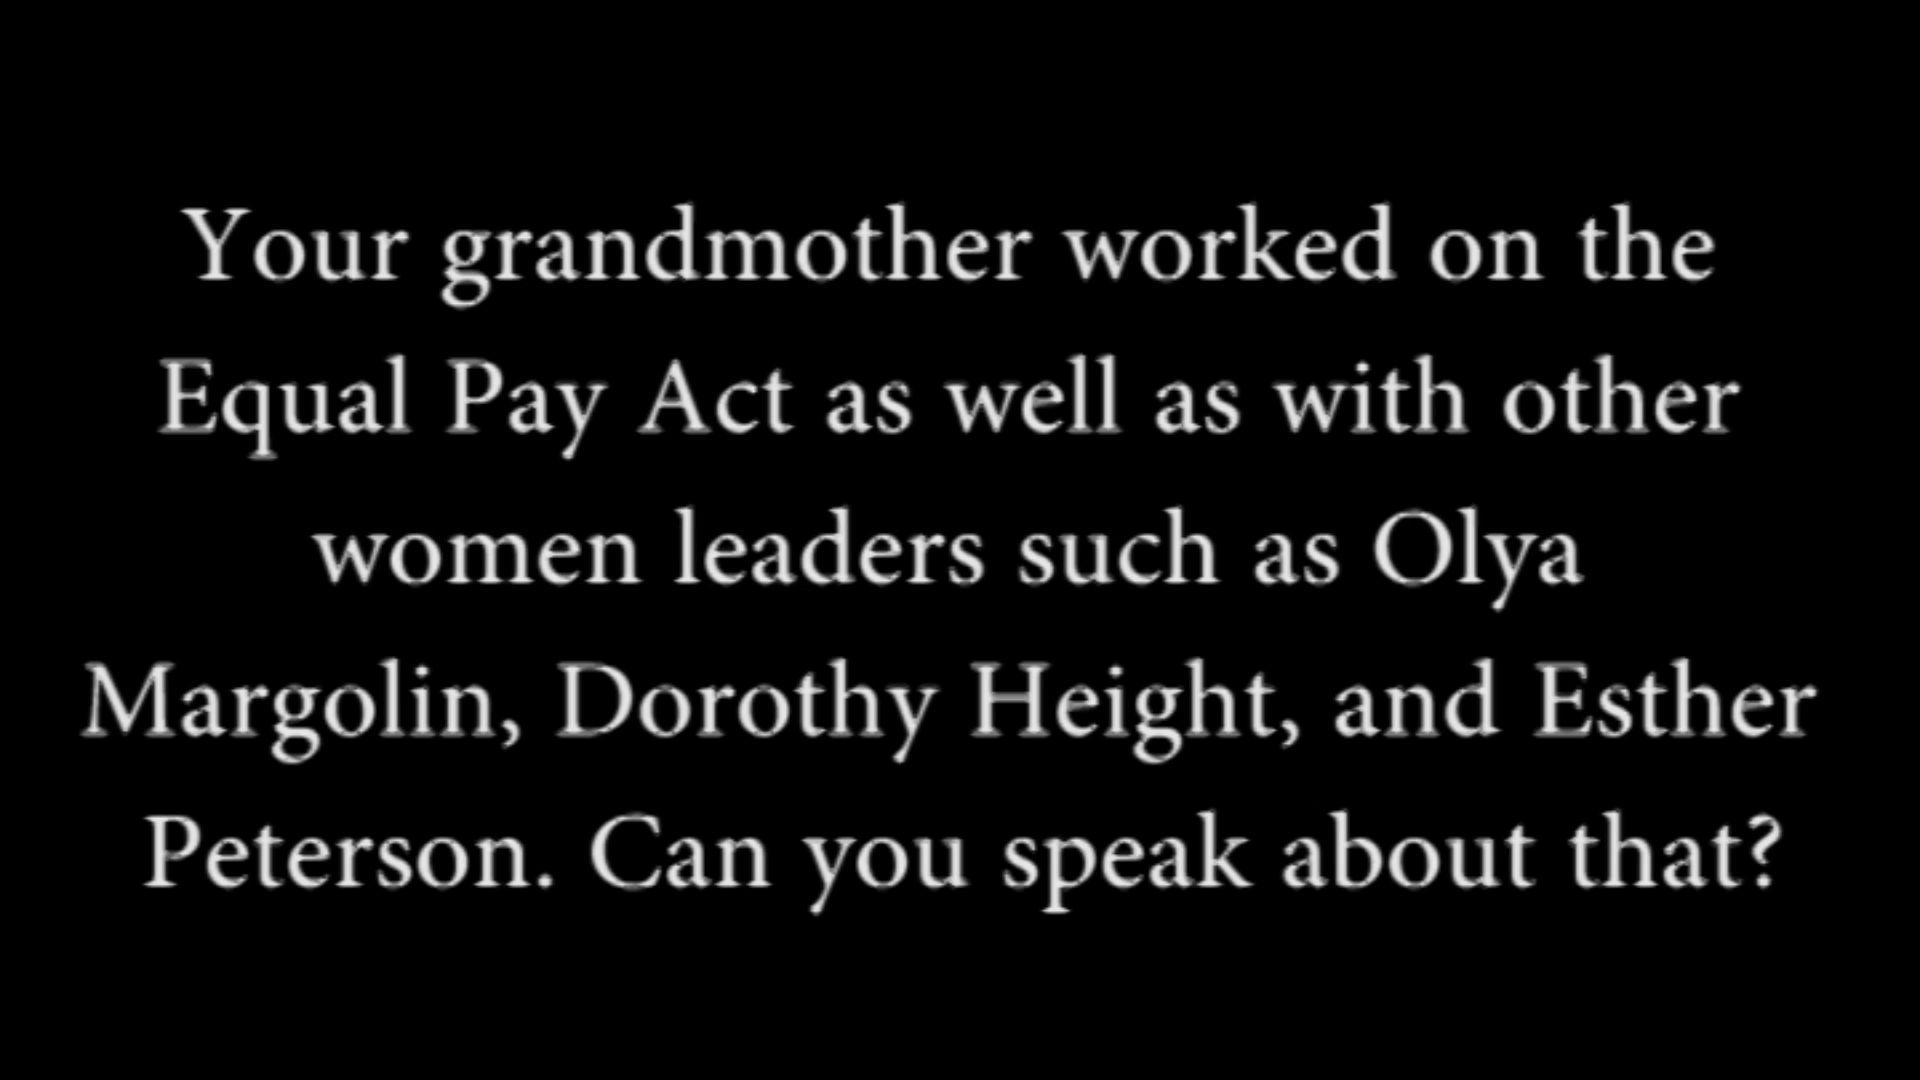 Your grandmother worked on the
Equal Pay Act as well as with other
women leaders such as Olya
Margolin, Dorothy Height, and Esther
Peterson. Can you speak about that?